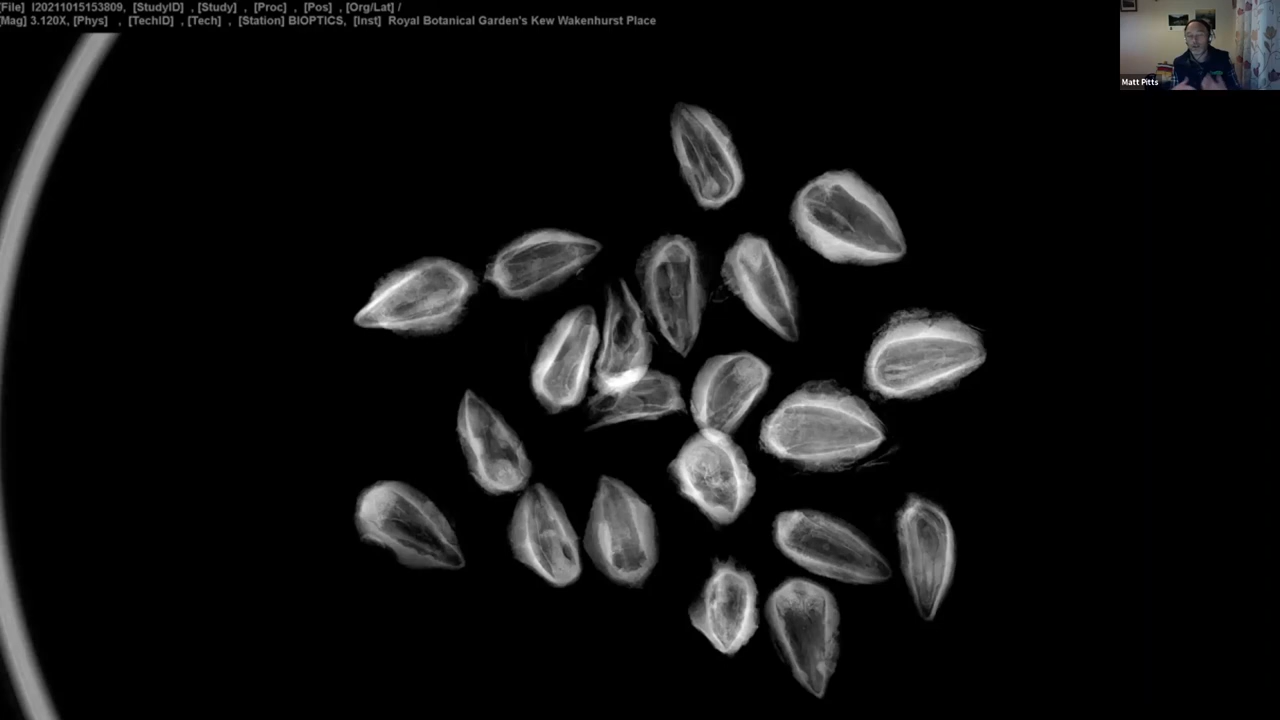 [File] I20211015153809, [StudyID] , [Study] , [Proc] , [Pos] , [Org/Lat] /
[Mag] 3.120X, [Phys] , [TechID] , [Tech] , [Station] BIOPTICS, [Inst] Royal Botanical Garden's Kew Wakenhurst Place
Matt Pitts